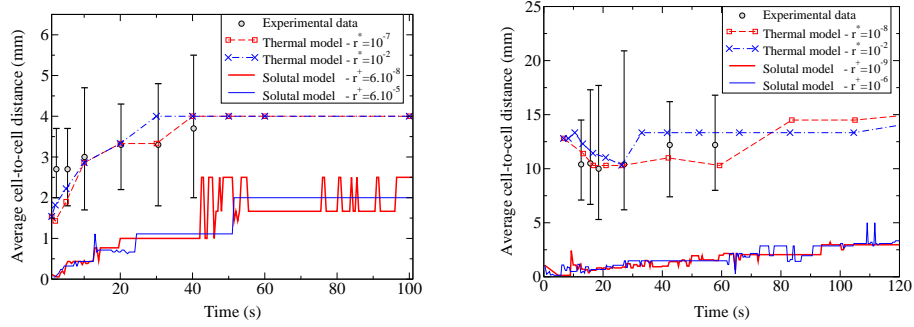 Average cell-to-cell distance (mm)
6
5
4
3
2
1
0
Experimental data
Thermal model - r*=10^-7
Thermal model - r*=10^-2
Solutal model - r+=6.10^-8
Solutal model - r+=6.10^-5
20 40 60 80 100
Time (s)
Average cell-to-cell distance (mm)
25
20
15
10
5
0
Experimental data
Thermal model - r*=10^-8
Thermal model - r*=10^-2
Solutal model - r+=10^-9
Solutal model - r+=10^-6
0 20 40 60 80 100 120
Time (s)